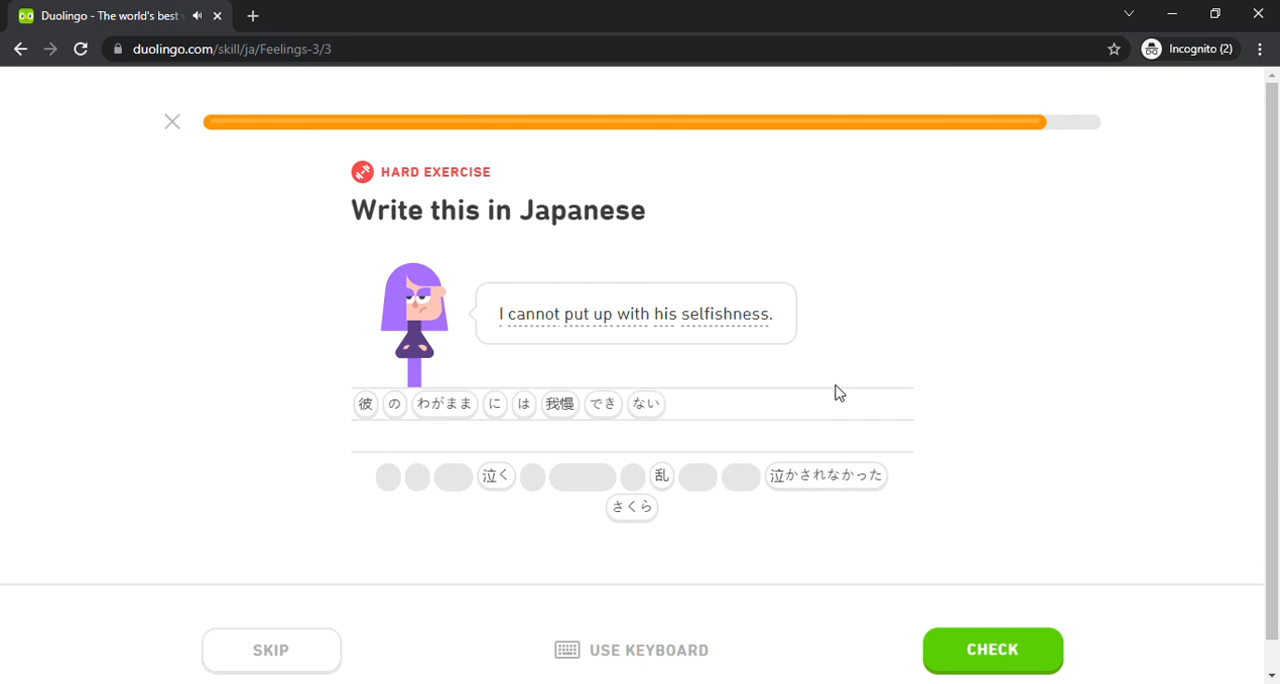 Duolingo - The world's best
duolingo.com/skill/ja/Feelings-3/3
Incognito (2)
HARD EXERCISE
Write this in Japanese
I cannot put up with his selfishness.
彼 の わがまま に は 我慢 でき ない
泣く 乱 泣かされなかった
さくら
SKIP
USE KEYBOARD
CHECK